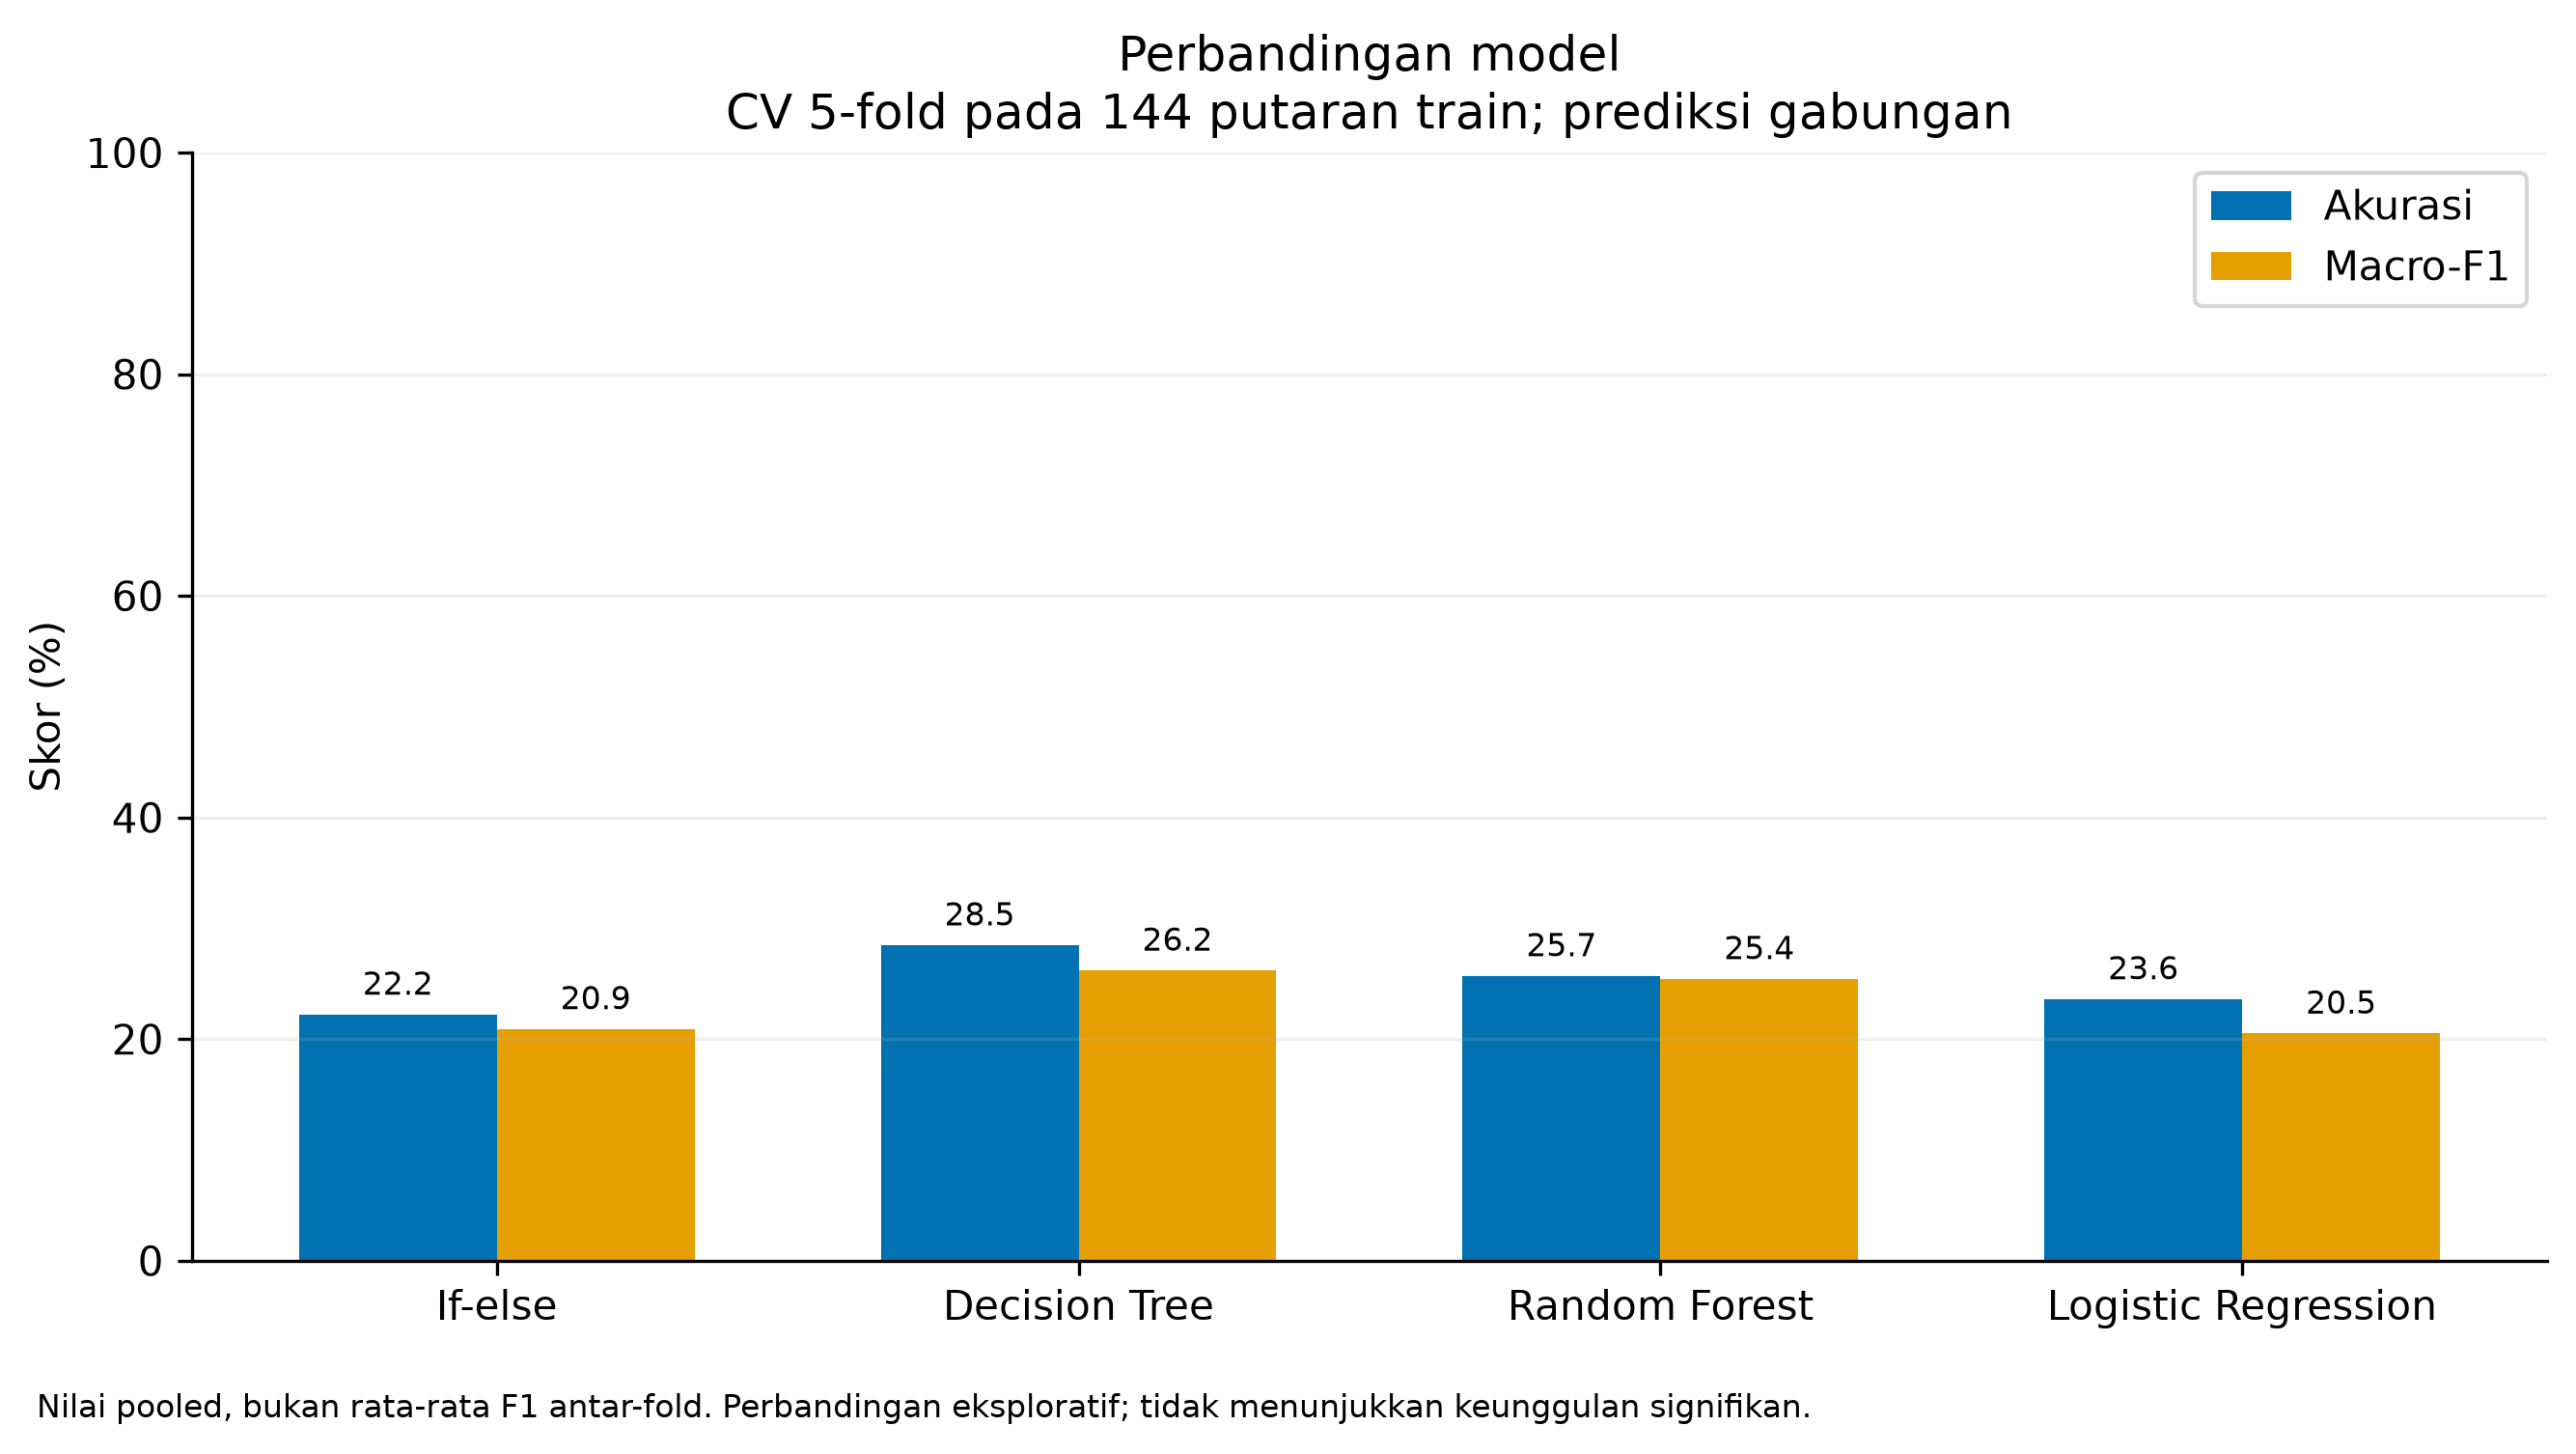 Perbandingan model
CV 5-fold pada 144 putaran train; prediksi gabungan
100
80
60
40
20
0
Skor (%)
Akurasi
Macro-F1
22.2
20.9
28.5
26.2
25.7
25.4
23.6
20.5
If-else
Decision Tree
Random Forest
Logistic Regression
Nilai pooled, bukan rata-rata F1 antar-fold. Perbandingan eksploratif; tidak menunjukkan keunggulan signifikan.